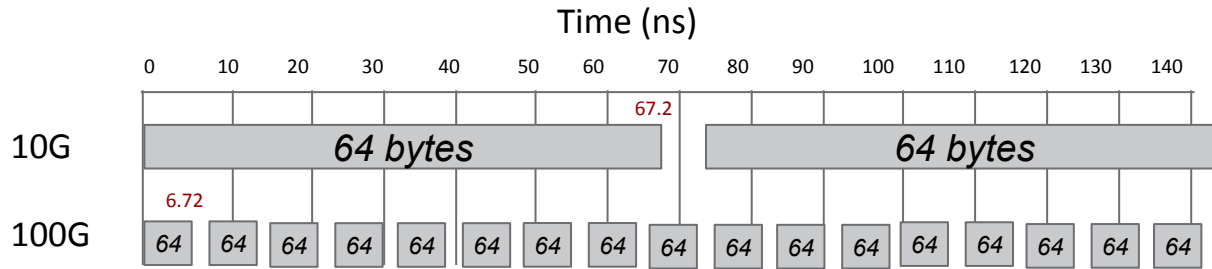 Time (ns)
0 10 20 30 40 50 60 70 80 90 100 110 120 130 140
67.2
10G 64 bytes 64 bytes
6.72
100G 64 64 64 64 64 64 64 64 64 64 64 64 64 64 64 64 64